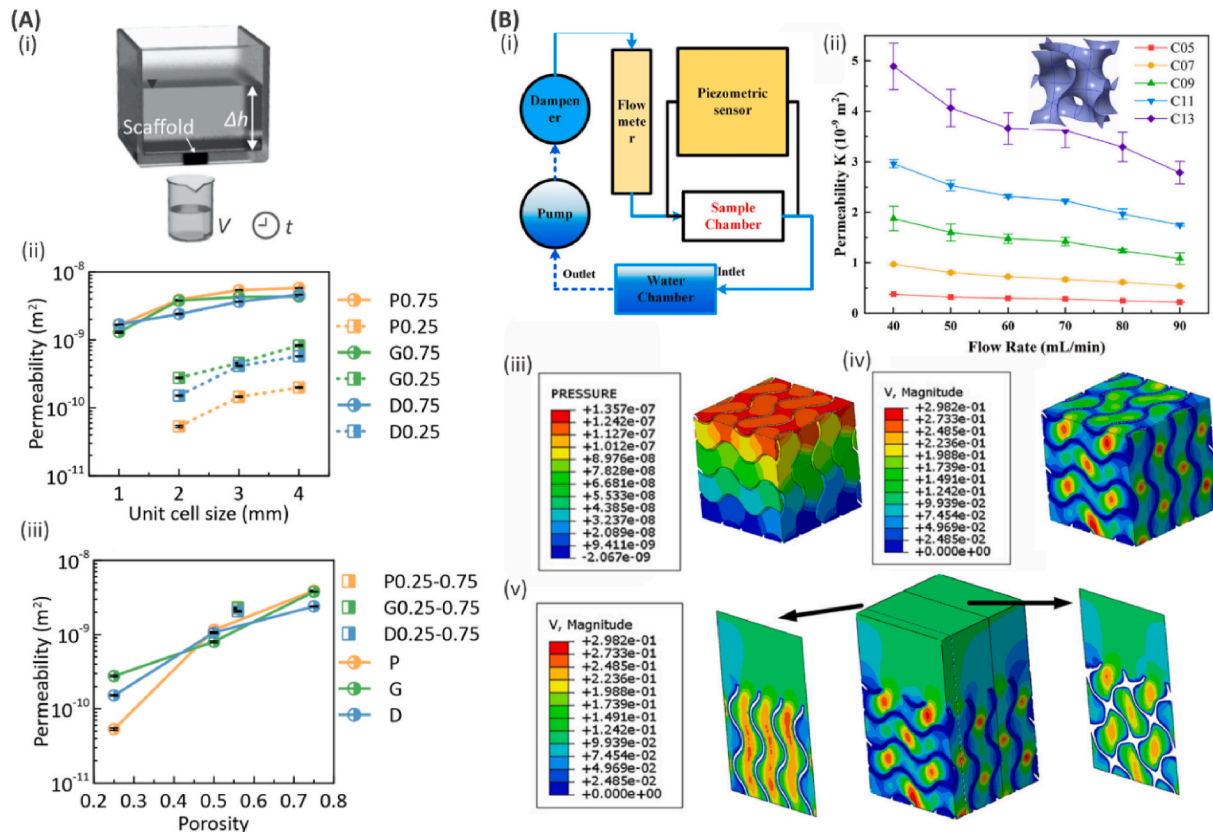 (A)
(i)
Δh
Scaffold
V
t
(ii)
Permeability (m²)
10⁻⁸
10⁻⁹
10⁻¹⁰
10⁻¹¹
1 2 3 4
Unit cell size (mm)
P0.75
P0.25
G0.75
G0.25
D0.75
D0.25
(iii)
Permeability (m²)
10⁻⁸
10⁻⁹
10⁻¹⁰
10⁻¹¹
0.2 0.3 0.4 0.5 0.6 0.7 0.8
Porosity
P0.25-0.75
G0.25-0.75
D0.25-0.75
P
G
D
(B)
(i)
Dampen
er
Flow
mete
r
Piezometric
sensor
Pump
Sample
Chamber
Outlet
Intlet
Water
Chamber
(ii)
Permeability K (10⁻⁹ m²)
5
4
3
2
1
0
40 50 60 70 80 90
Flow Rate (mL/min)
C05
C07
C09
C11
C13
(iii)
PRESSURE
+1.357e-07
+1.242e-07
+1.127e-07
+1.012e-07
+8.976e-08
+7.828e-08
+6.681e-08
+5.533e-08
+4.385e-08
+3.237e-08
+2.089e-08
+9.411e-09
-2.067e-09
(iv)
V, Magnitude
+2.982e-01
+2.733e-01
+2.485e-01
+2.236e-01
+1.988e-01
+1.739e-01
+1.491e-01
+1.242e-01
+9.939e-02
+7.454e-02
+4.969e-02
+2.485e-02
+0.000e+00
(v)
V, Magnitude
+2.982e-01
+2.733e-01
+2.485e-01
+2.236e-01
+1.988e-01
+1.739e-01
+1.491e-01
+1.242e-01
+9.939e-02
+7.454e-02
+4.969e-02
+2.485e-02
+0.000e+00